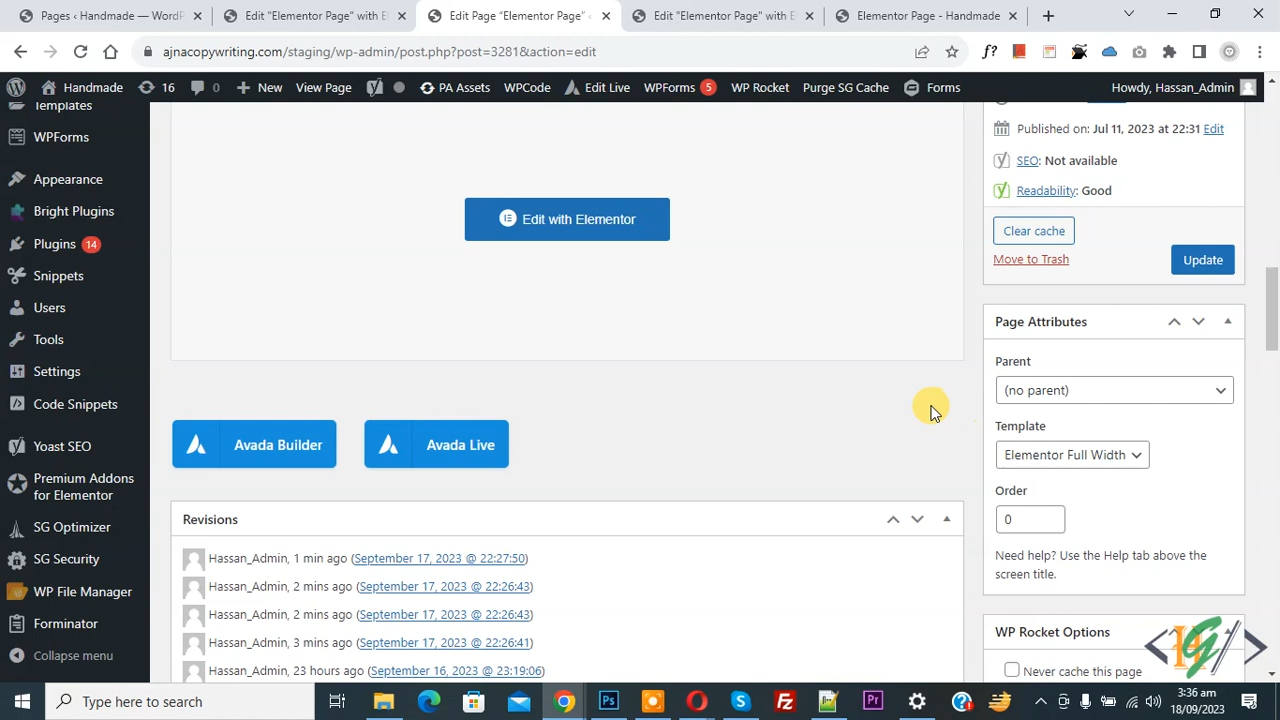 Pages ‹ Handmade — WordP
Edit "Elementor Page" with E
Edit Page “Elementor Page” ‹
Edit "Elementor Page" with E
Elementor Page - Handmade
ajnacopywriting.com/staging/wp-admin/post.php?post=3281&action=edit
Handmade
16
0
New
View Page
PA Assets
WPCode
Edit Live
WPForms 5
WP Rocket
Purge SG Cache
Forms
Howdy, Hassan_Admin
Templates
WPForms
Appearance
Bright Plugins
Plugins 14
Snippets
Users
Tools
Settings
Code Snippets
Yoast SEO
Premium Addons
for Elementor
SG Optimizer
SG Security
WP File Manager
Forminator
Collapse menu
Edit with Elementor
Avada Builder
Avada Live
Revisions
Hassan_Admin, 1 min ago (September 17, 2023 @ 22:27:50)
Hassan_Admin, 2 mins ago (September 17, 2023 @ 22:26:43)
Hassan_Admin, 2 mins ago (September 17, 2023 @ 22:26:43)
Hassan_Admin, 3 mins ago (September 17, 2023 @ 22:26:41)
Hassan_Admin, 23 hours ago (September 16, 2023 @ 23:19:06)
Published on: Jul 11, 2023 at 22:31 Edit
SEO: Not available
Readability: Good
Clear cache
Move to Trash
Update
Page Attributes
Parent
(no parent)
Template
Elementor Full Width
Order
0
Need help? Use the Help tab above the
screen title.
WP Rocket Options
Never cache this page
Type here to search
3:36 am
18/09/2023